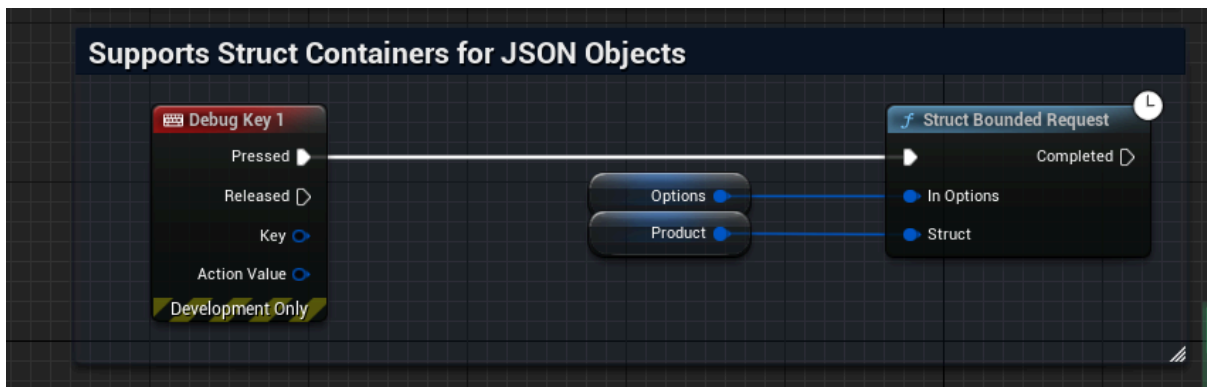 Supports Struct Containers for JSON Objects
Debug Key 1
Pressed
Released
Key
Action Value
Development Only
Options
Product
f Struct Bounded Request
Completed
In Options
Struct